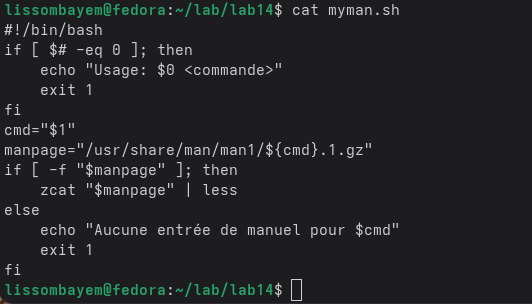 lissombayem@fedora:~/lab/lab14$ cat myman.sh
#!/bin/bash
if [ $# -eq 0 ]; then
    echo "Usage: $0 <commande>"
    exit 1
fi
cmd="$1"
manpage="/usr/share/man/man1/${cmd}.1.gz"
if [ -f "$manpage" ]; then
    zcat "$manpage" | less
else
    echo "Aucune entrée de manuel pour $cmd"
    exit 1
fi
lissombayem@fedora:~/lab/lab14$